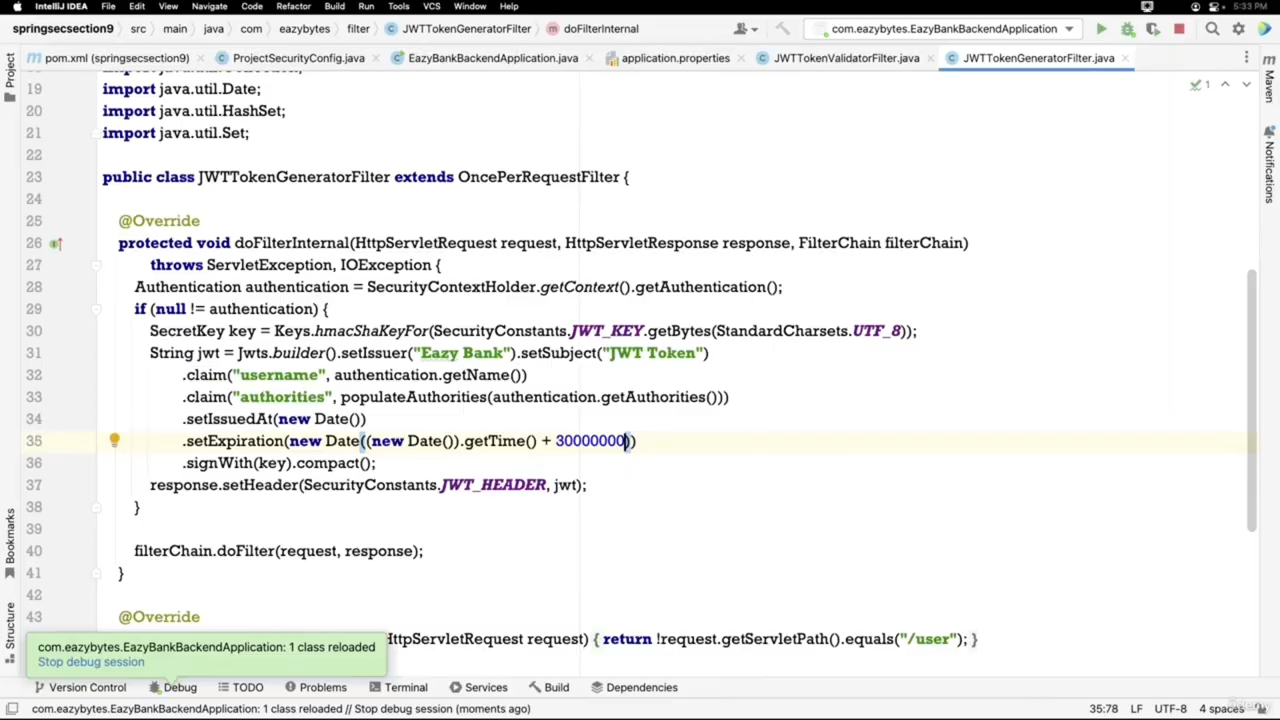 IntelliJ IDEA File Edit View Navigate Code Refactor Build Run Tools VCS Window Help 5:33 PM
springsecsection9 src main java com eazybytes filter JWTTokenGeneratorFilter doFilterInternal com.eazybytes.EazyBankBackendApplication
pom.xml (springsecsection9) ProjectSecurityConfig.java EazyBankBackendApplication.java application.properties JWTTokenValidatorFilter.java JWTTokenGeneratorFilter.java
Project
Maven
Notifications
Bookmarks
Structure
1
19 import java.util.Date;
20 import java.util.HashSet;
21 import java.util.Set;
22
23 public class JWTTokenGeneratorFilter extends OncePerRequestFilter {
24
25 @Override
26 protected void doFilterInternal(HttpServletRequest request, HttpServletResponse response, FilterChain filterChain)
27 throws ServletException, IOException {
28 Authentication authentication = SecurityContextHolder.getContext().getAuthentication();
29 if (null != authentication) {
30 SecretKey key = Keys.hmacShaKeyFor(SecurityConstants.JWT_KEY.getBytes(StandardCharsets.UTF_8));
31 String jwt = Jwts.builder().setIssuer("Eazy Bank").setSubject("JWT Token")
32 .claim("username", authentication.getName())
33 .claim("authorities", populateAuthorities(authentication.getAuthorities()))
34 .setIssuedAt(new Date())
35 .setExpiration(new Date((new Date()).getTime() + 30000000))
36 .signWith(key).compact();
37 response.setHeader(SecurityConstants.JWT_HEADER, jwt);
38 }
39
40 filterChain.doFilter(request, response);
41 }
42
43 @Override
HttpServletRequest request) { return !request.getServletPath().equals("/user"); }
com.eazybytes.EazyBankBackendApplication: 1 class reloaded
Stop debug session
Version Control Debug TODO Problems Terminal Services Build Dependencies
com.eazybytes.EazyBankBackendApplication: 1 class reloaded // Stop debug session (moments ago) 35:78 LF UTF-8 4 spaces